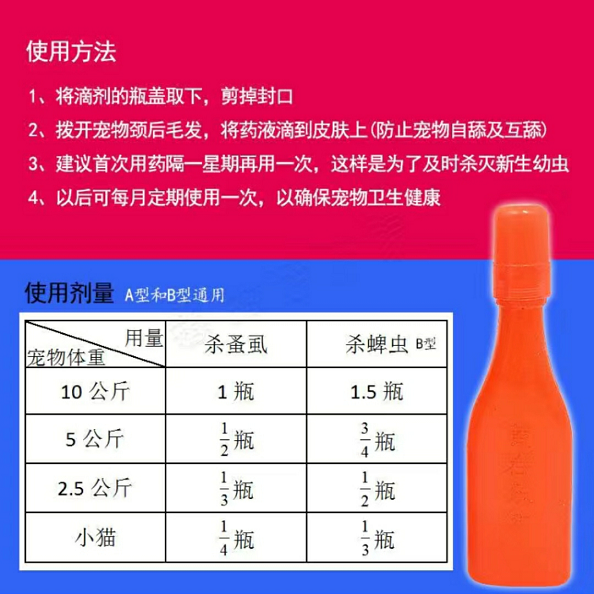 使用方法
1、将滴剂的瓶盖取下，剪掉封口
2、拨开宠物颈后毛发，将药液滴到皮肤上(防止宠物自舔及互舔)
3、建议首次用药隔一星期再用一次，这样是为了及时杀灭新生幼虫
4、以后可每月定期使用一次，以确保宠物卫生健康
使用剂量 A型和B型通用
用量 宠物体重 杀蚤虱 杀蜱虫 B型
10 公斤 1 瓶 1.5 瓶
5 公斤 1/2 瓶 3/4 瓶
2.5 公斤 1/3 瓶 1/2 瓶
小猫 1/4 瓶 1/3 瓶